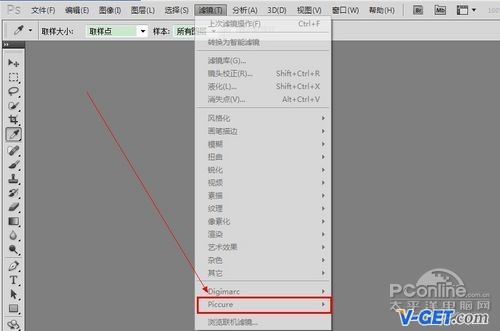 Ps 文件(F) 编辑(E) 图像(I) 图层(L) 选择(S) 滤镜(T) 分析(A) 3D(D) 视图(V) 窗口(W) 帮助(H) Br Mb 100%
取样大小: 取样点 样本: 所有图层
上次滤镜操作(F) Ctrl+F
转换为智能滤镜
滤镜库(G)...
镜头校正(R)... Shift+Ctrl+R
液化(L)... Shift+Ctrl+X
消失点(V)... Alt+Ctrl+V
风格化
画笔描边
模糊
扭曲
锐化
视频
素描
纹理
像素化
渲染
艺术效果
杂色
其它
Digimarc
Piccure
浏览联机滤镜...
PConline
.com.cn
太平洋电脑网
V-GET.com